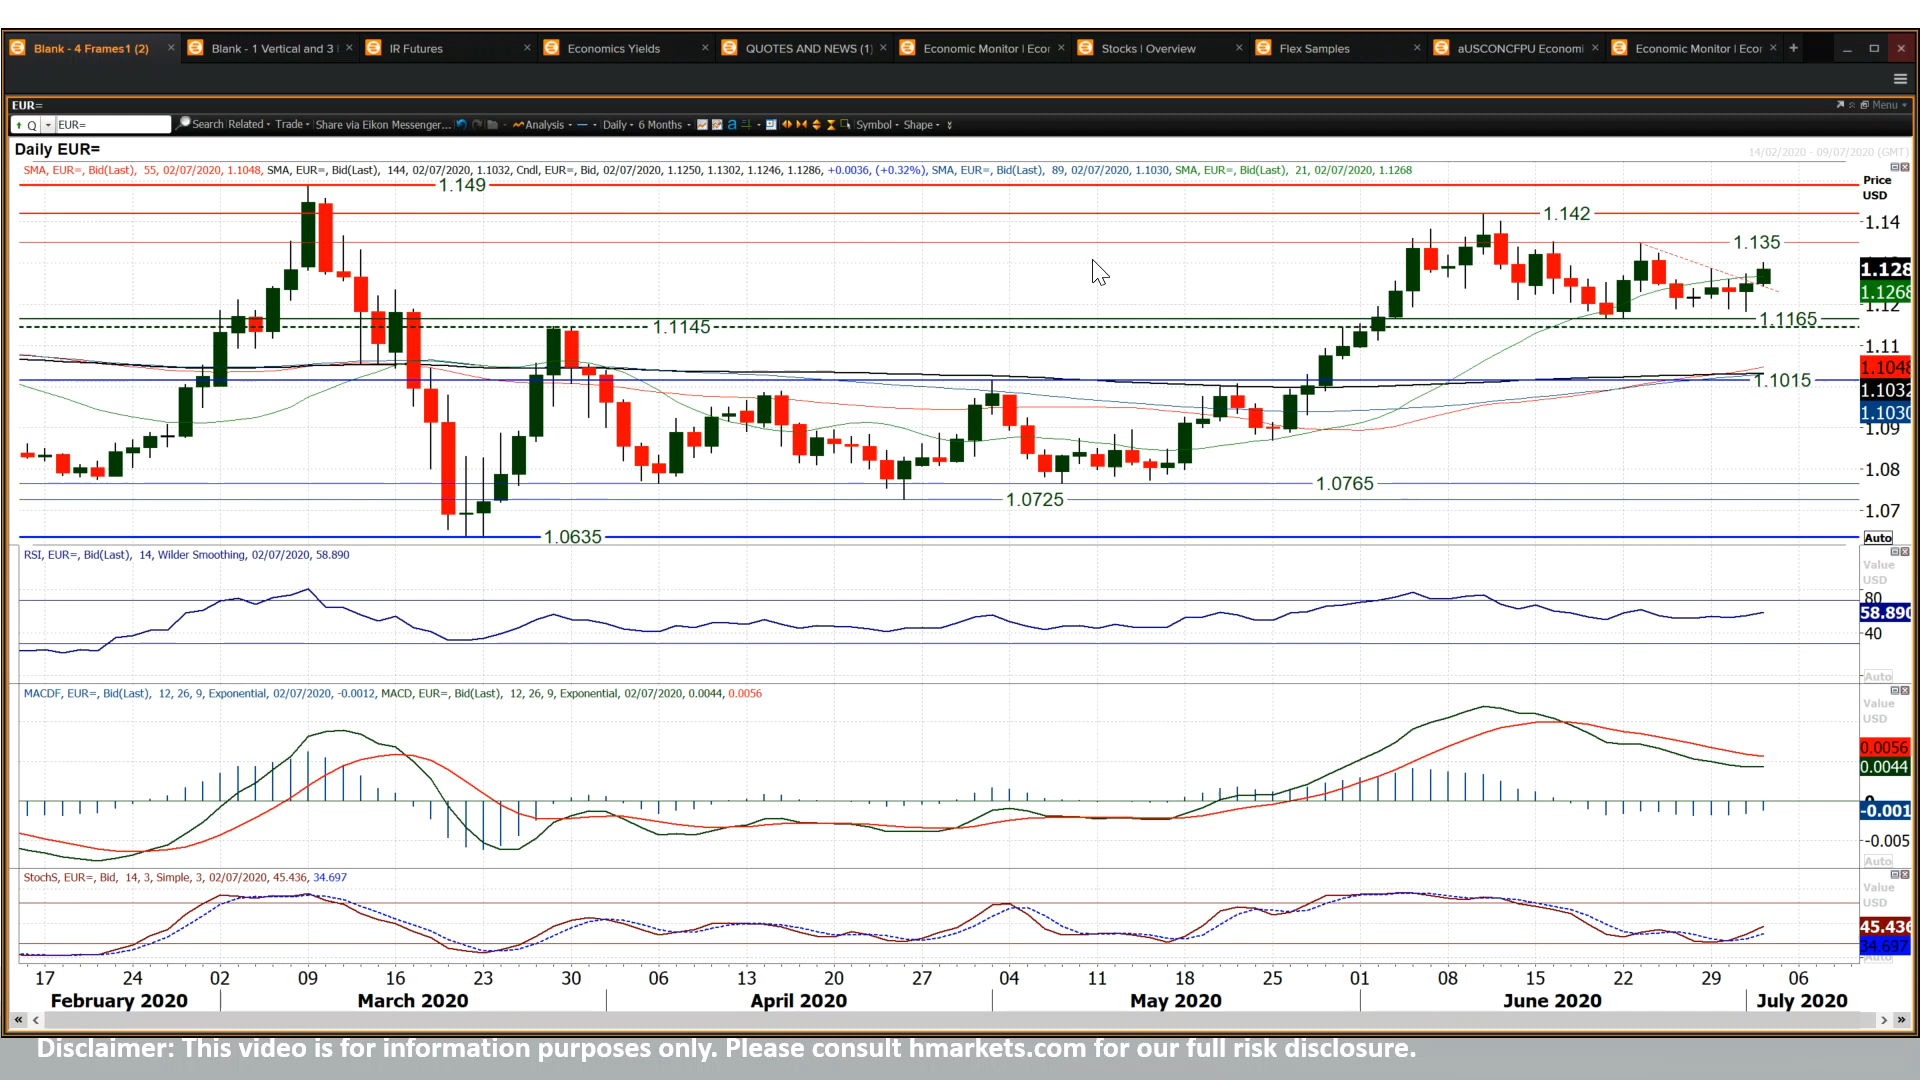 Blank - 4 Frames1 (2)
Blank - 1 Vertical and 3
IR Futures
Economics Yields
QUOTES AND NEWS (1)
Economic Monitor | Ecor
Stocks | Overview
Flex Samples
aUSCONCFPU Economi
Economic Monitor | Ecor
EUR=
Menu
Q
EUR=
Search Related Trade Share via Eikon Messenger... Analysis Daily 6 Months Symbol Shape
Daily EUR=
14/02/2020 - 09/07/2020 (GMT)
SMA, EUR=, Bid(Last), 55, 02/07/2020, 1.1048, SMA, EUR=, Bid(Last), 144, 02/07/2020, 1.1032, Cndl, EUR=, Bid, 02/07/2020, 1.1250, 1.1302, 1.1246, 1.1286, +0.0036, (+0.32%), SMA, EUR=, Bid(Last), 89, 02/07/2020, 1.1030, SMA, EUR=, Bid(Last), 21, 02/07/2020, 1.1268
Price
USD
1.149
1.142
1.14
1.135
1.128
1.1268
1.12
1.1165
1.1145
1.11
1.1048
1.1015
1.1032
1.1030
1.09
1.08
1.0765
1.0725
1.07
1.0635
Auto
RSI, EUR=, Bid(Last), 14, Wilder Smoothing, 02/07/2020, 58.890
Value
USD
80
58.890
40
Auto
MACDF, EUR=, Bid(Last), 12, 26, 9, Exponential, 02/07/2020, -0.0012, MACD, EUR=, Bid(Last), 12, 26, 9, Exponential, 02/07/2020, 0.0044, 0.0056
Value
USD
0.0056
0.0044
-0.001
-0.005
Auto
StochS, EUR=, Bid, 14, 3, Simple, 3, 02/07/2020, 45.436, 34.697
Value
USD
45.436
34.697
Auto
17 24 02 09 16 23 30 06 13 20 27 04 11 18 25 01 08 15 22 29 06
February 2020 March 2020 April 2020 May 2020 June 2020 July 2020
Disclaimer: This video is for information purposes only. Please consult hmarkets.com for our full risk disclosure.